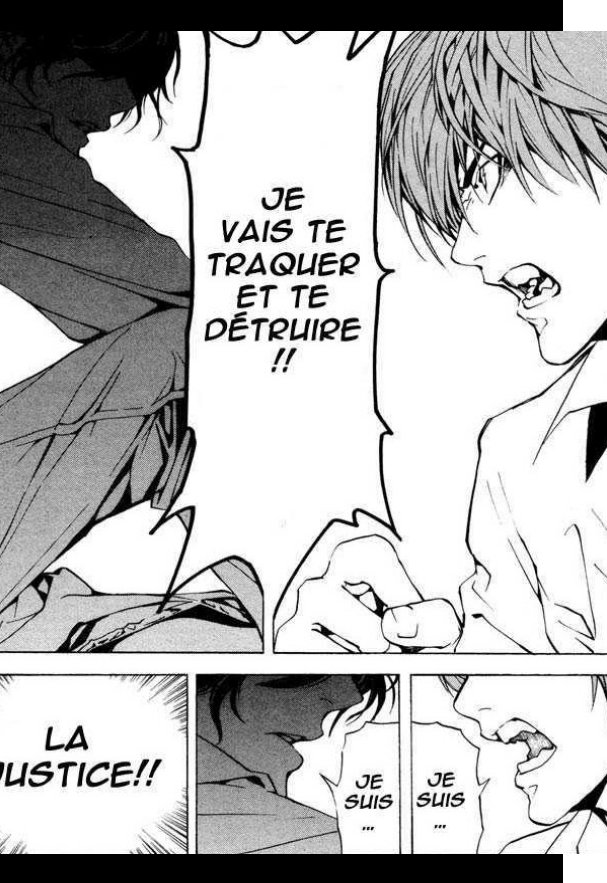 JE
VAIS TE
TRAQUER
ET TE
DÉTRUIRE
!!
JE
SUIS
...
JE
SUIS
...
LA
JUSTICE!!